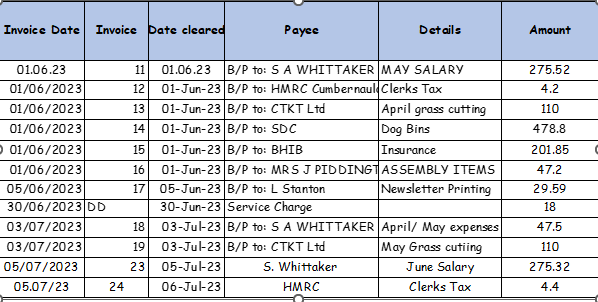 Invoice Date Invoice Date cleared Payee Details Amount
01.06.23 11 01.06.23 B/P to: S A WHITTAKER MAY SALARY 275.52
01/06/2023 12 01-Jun-23 B/P to: HMRC Cumbernauld Clerks Tax 4.2
01/06/2023 13 01-Jun-23 B/P to: CTKT Ltd April grass cutting 110
01/06/2023 14 01-Jun-23 B/P to: SDC Dog Bins 478.8
01/06/2023 15 01-Jun-23 B/P to: BHIB Insurance 201.85
01/06/2023 16 01-Jun-23 B/P to: MRS J PIDDINGT ASSEMBLY ITEMS 47.2
05/06/2023 17 05-Jun-23 B/P to: L Stanton Newsletter Printing 29.59
30/06/2023 DD 30-Jun-23 Service Charge 18
03/07/2023 18 03-Jul-23 B/P to: S A WHITTAKER April/ May expenses 47.5
03/07/2023 19 03-Jul-23 B/P to: CTKT Ltd May Grass cutiing 110
05/07/2023 23 05-Jul-23 S. Whittaker June Salary 275.32
05.07/23 24 06-Jul-23 HMRC Clerks Tax 4.4